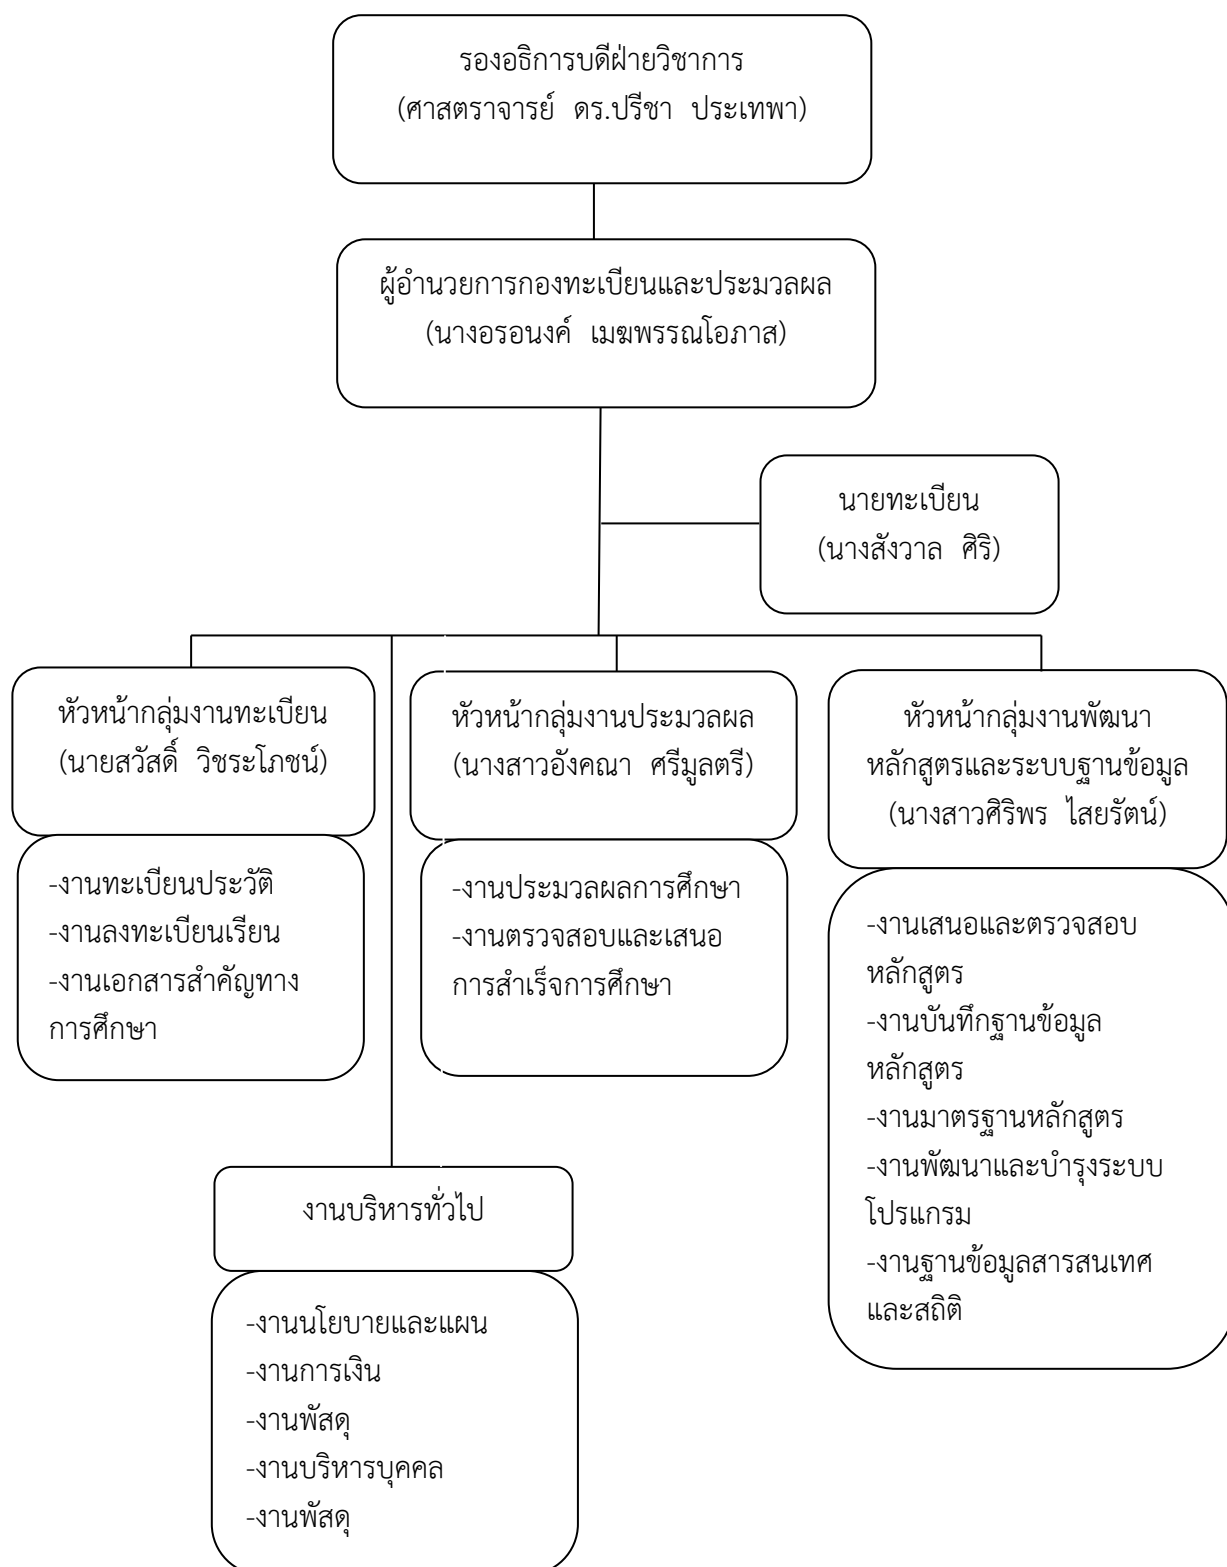 รองอธิการบดีฝ่ายวิชาการ
(ศาสตราจารย์ ดร.ปรีชา ประเทพา)
ผู้อำนวยการกองทะเบียนและประมวลผล
(นางอรอนงค์ เมฆพรรณโอภาส)
นายทะเบียน
(นางสังวาล ศิริ)
หัวหน้ากลุ่มงานทะเบียน
(นายสวัสดิ์ วิชระโภชน์)
-งานทะเบียนประวัติ
-งานลงทะเบียนเรียน
-งานเอกสารสำคัญทาง
การศึกษา
หัวหน้ากลุ่มงานประมวลผล
(นางสาวอังคณา ศรีมูลตรี)
-งานประมวลผลการศึกษา
-งานตรวจสอบและเสนอ
การสำเร็จการศึกษา
หัวหน้ากลุ่มงานพัฒนา
หลักสูตรและระบบฐานข้อมูล
(นางสาวศิริพร ไสยรัตน์)
-งานเสนอและตรวจสอบ
หลักสูตร
-งานบันทึกฐานข้อมูล
หลักสูตร
-งานมาตรฐานหลักสูตร
-งานพัฒนาและบำรุงระบบ
โปรแกรม
-งานฐานข้อมูลสารสนเทศ
และสถิติ
งานบริหารทั่วไป
-งานนโยบายและแผน
-งานการเงิน
-งานพัสดุ
-งานบริหารบุคคล
-งานพัสดุ